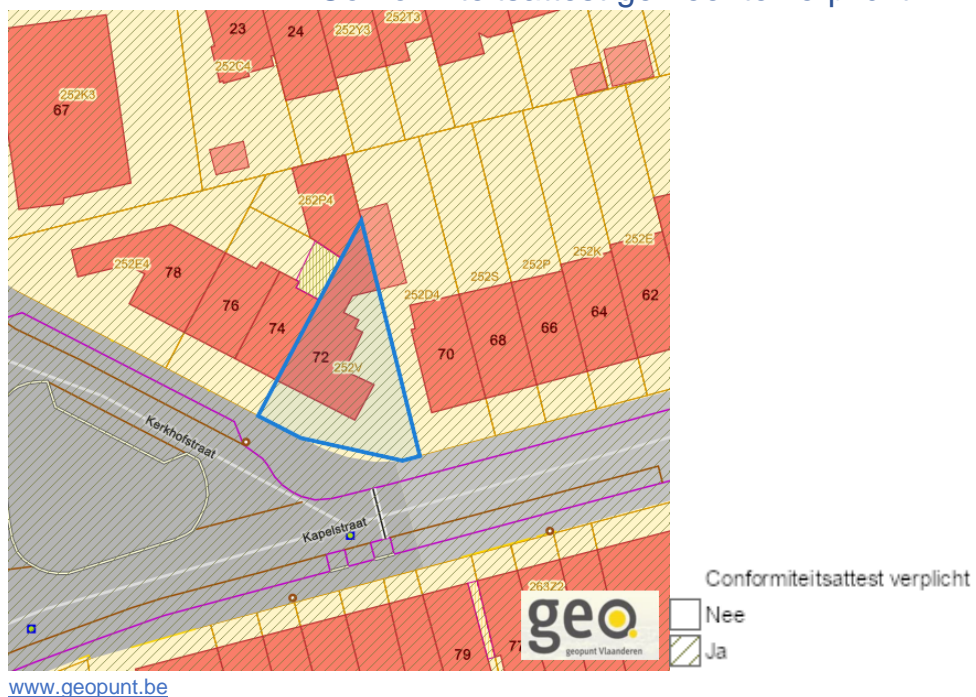 23
24
252Y3
252T3
252C4
252K3
67
252P4
252E4
78
76
74
72
252V
252D4
252S
252P
252K
252E
70
68
66
64
62
Kerkhofstraat
Kapelstraat
263Z2
79
geo
geopunt Vlaanderen
Conformiteitsattest verplicht
Nee
Ja
www.geopunt.be